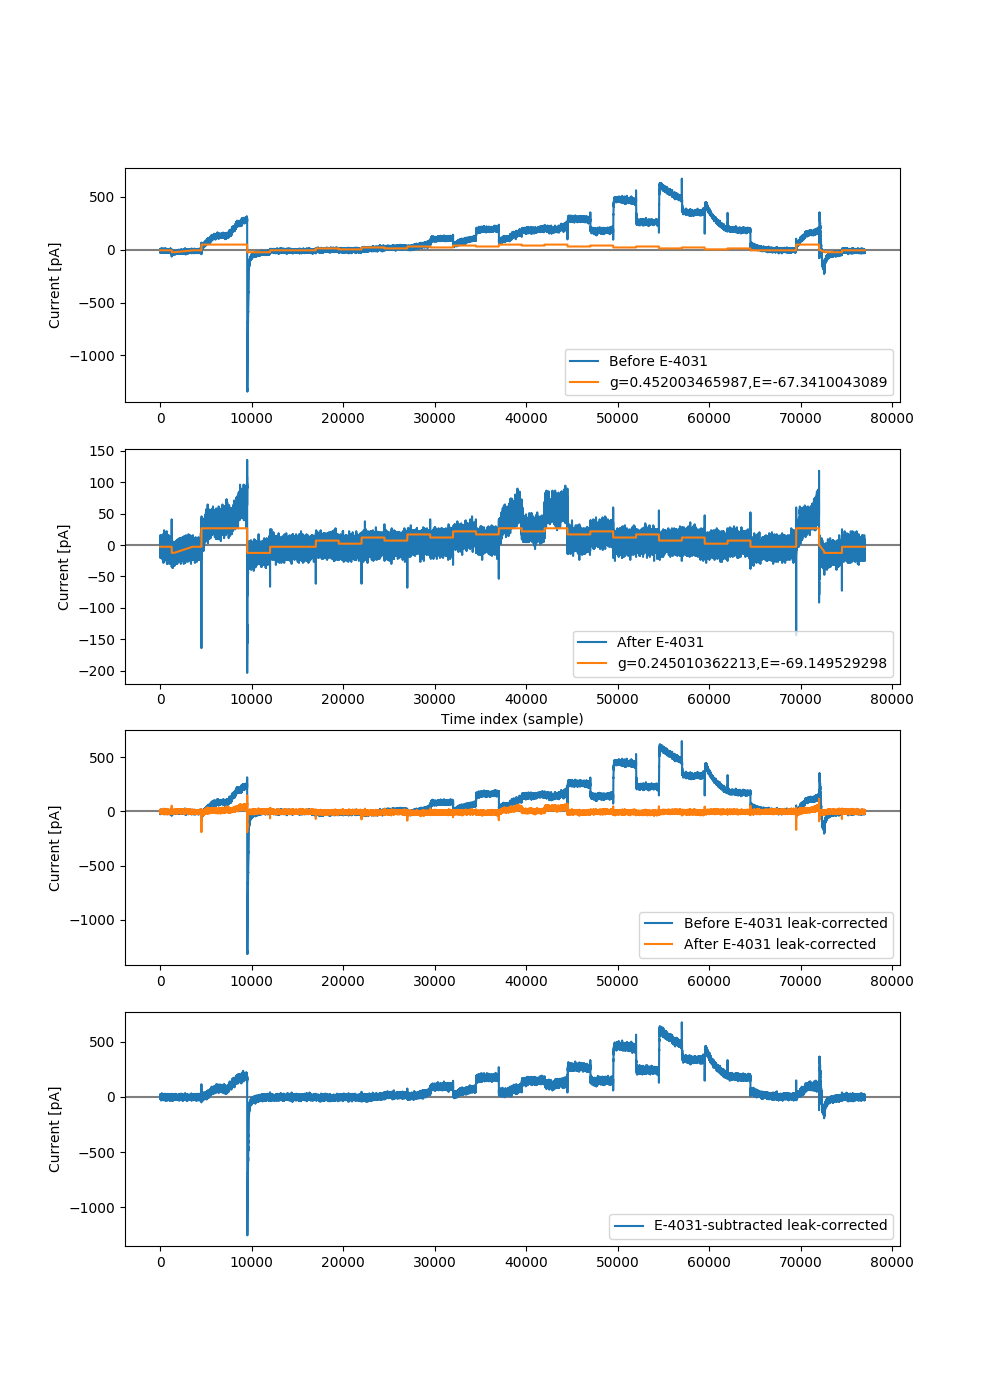 500
0
−500
−1000
Current [pA]
Before E-4031
g=0.452003465987,E=-67.3410043089
0 10000 20000 30000 40000 50000 60000 70000 80000
150
100
50
0
−50
−100
−150
−200
Current [pA]
After E-4031
g=0.245010362213,E=-69.149529298
0 10000 20000 30000 40000 50000 60000 70000 80000
Time index (sample)
500
0
−500
−1000
Current [pA]
Before E-4031 leak-corrected
After E-4031 leak-corrected
0 10000 20000 30000 40000 50000 60000 70000 80000
500
0
−500
−1000
Current [pA]
E-4031-subtracted leak-corrected
0 10000 20000 30000 40000 50000 60000 70000 80000